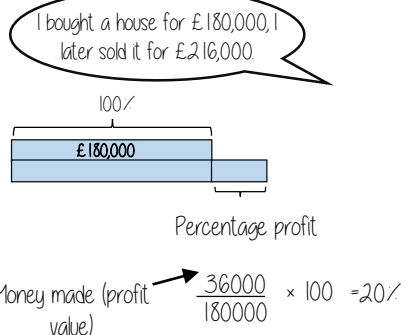 I bought a house for £180,000, I
later sold it for £216,000.
100%
£180,000
Percentage profit
Money made (profit
value)
36000
180000
× 100 =20%